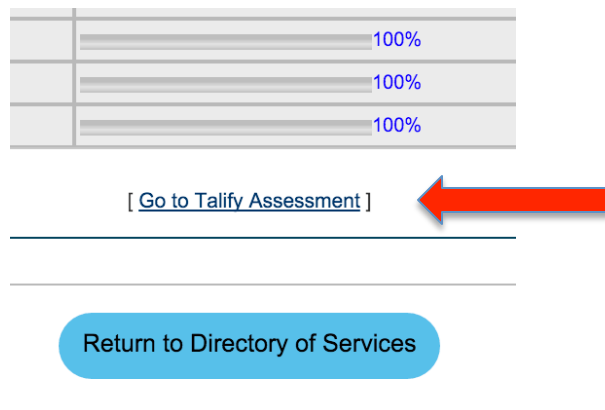 100%
100%
100%
[ Go to Talify Assessment ]
Return to Directory of Services